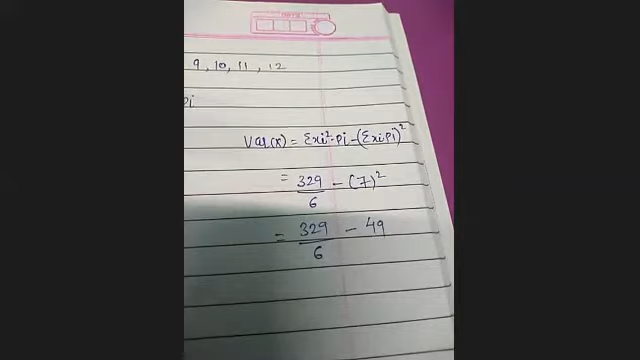 9, 10, 11, 12
pi
Var(X) = Σxi²·pi - (Σxipi)²
= 329/6 - (7)²
= 329/6 - 49